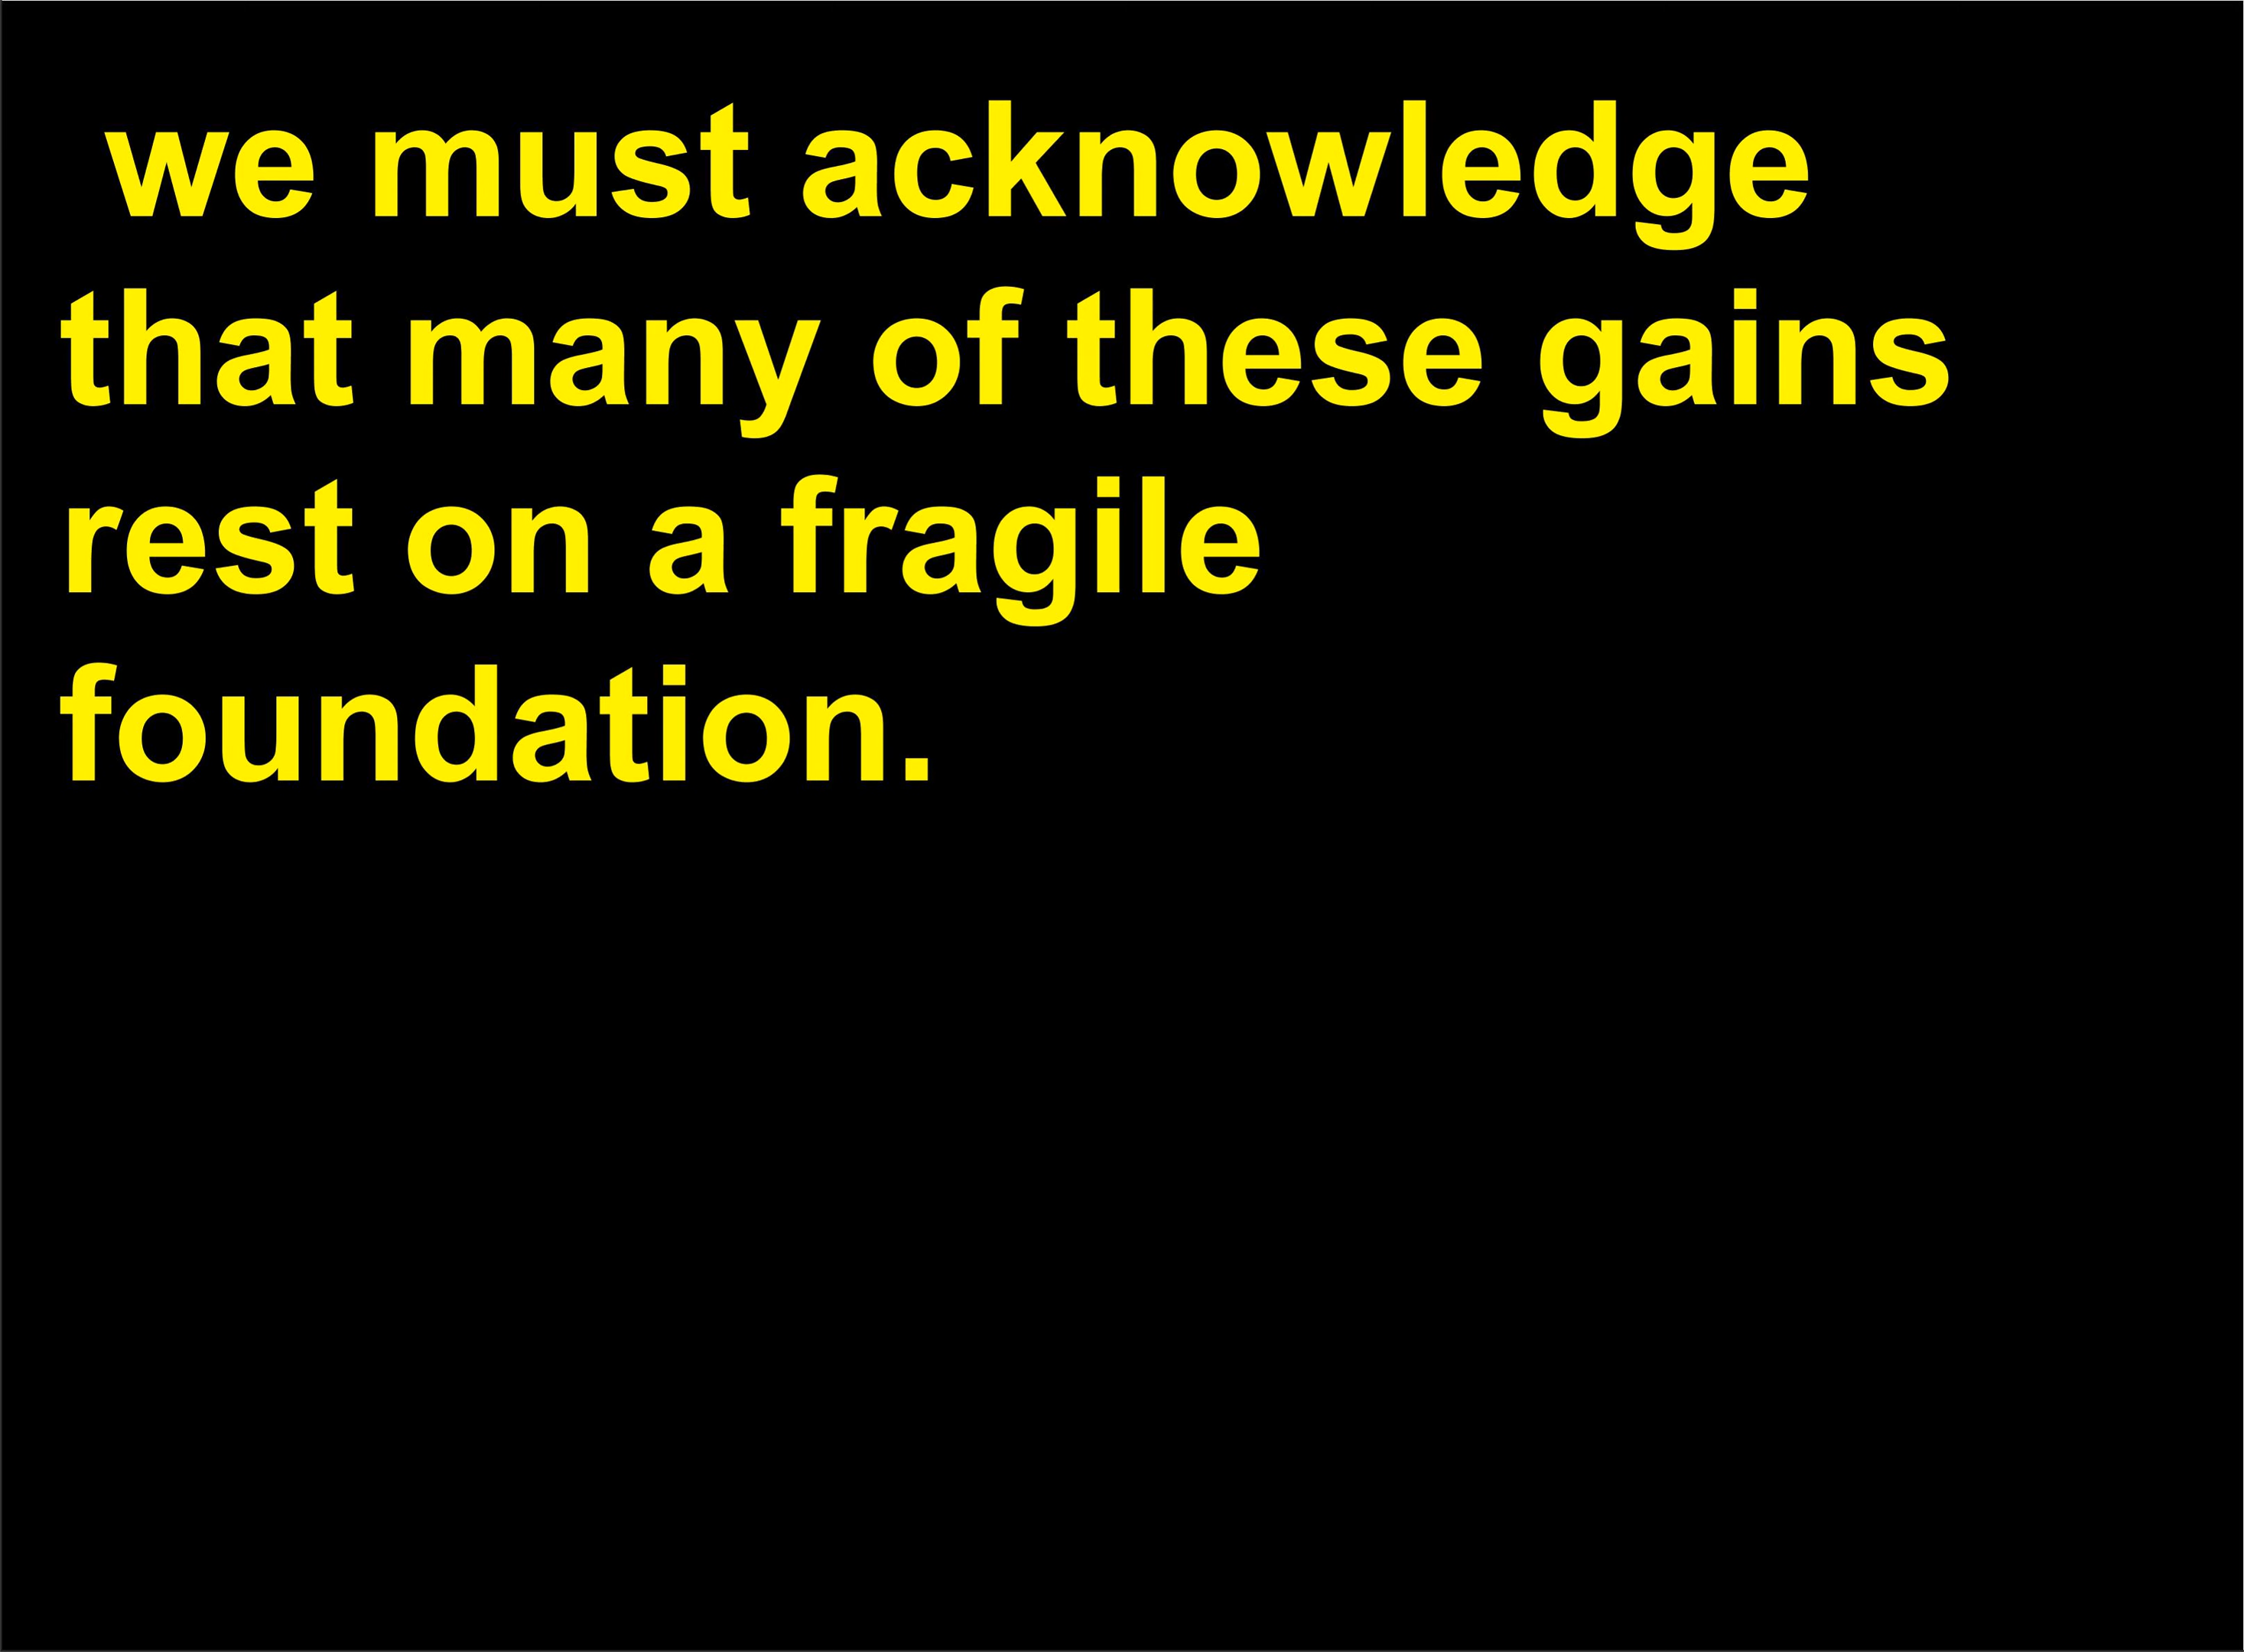 we must acknowledge
that many of these gains
rest on a fragile
foundation.